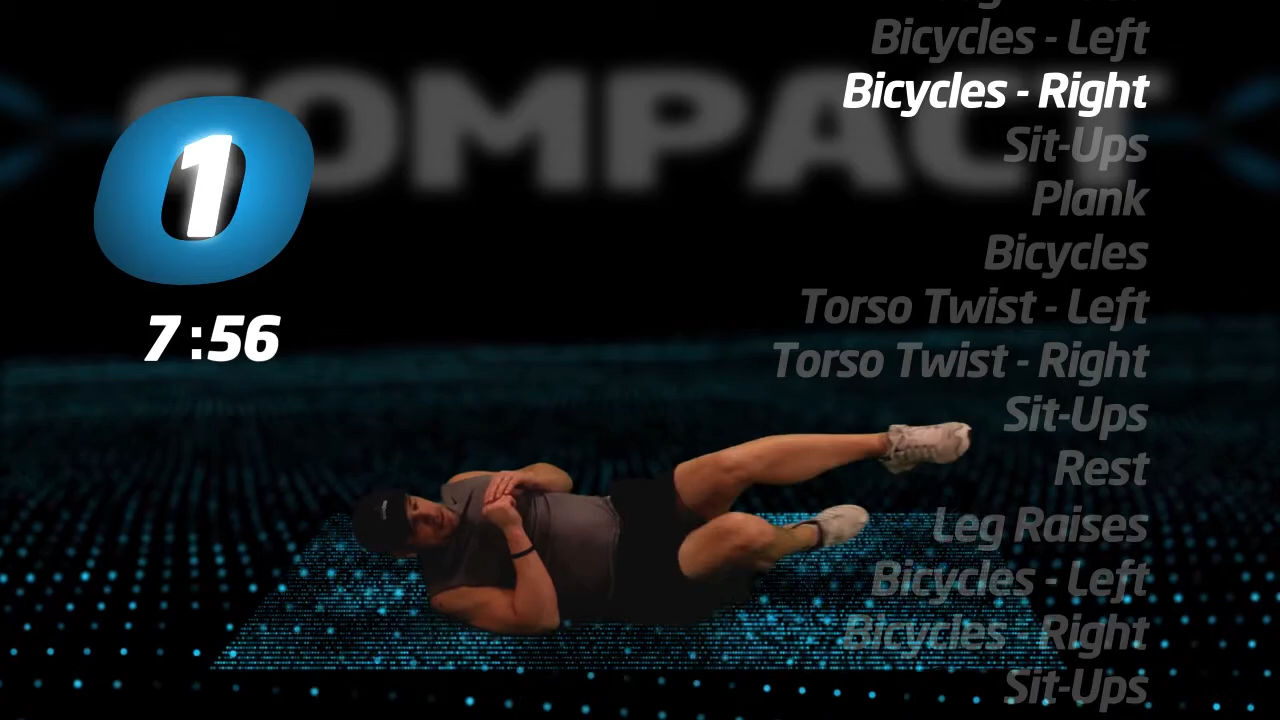 Bicycles - Left
COMPACT
Bicycles - Right
1
Sit-Ups
Plank
Bicycles
Torso Twist - Left
7:56
Torso Twist - Right
Sit-Ups
Rest
Leg Raises
Bicycles - Left
Bicycles - Right
Sit-Ups